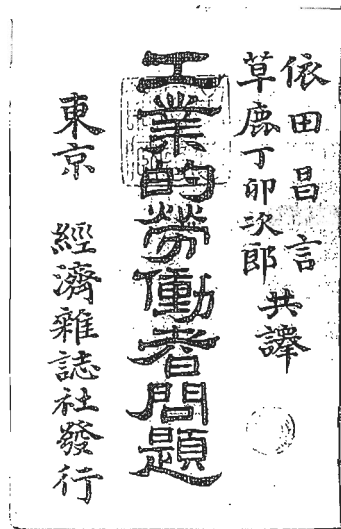 依田昌言
草鹿丁卯次郎 共譯
工業的勞働者問題
東京 經濟雜誌社發行